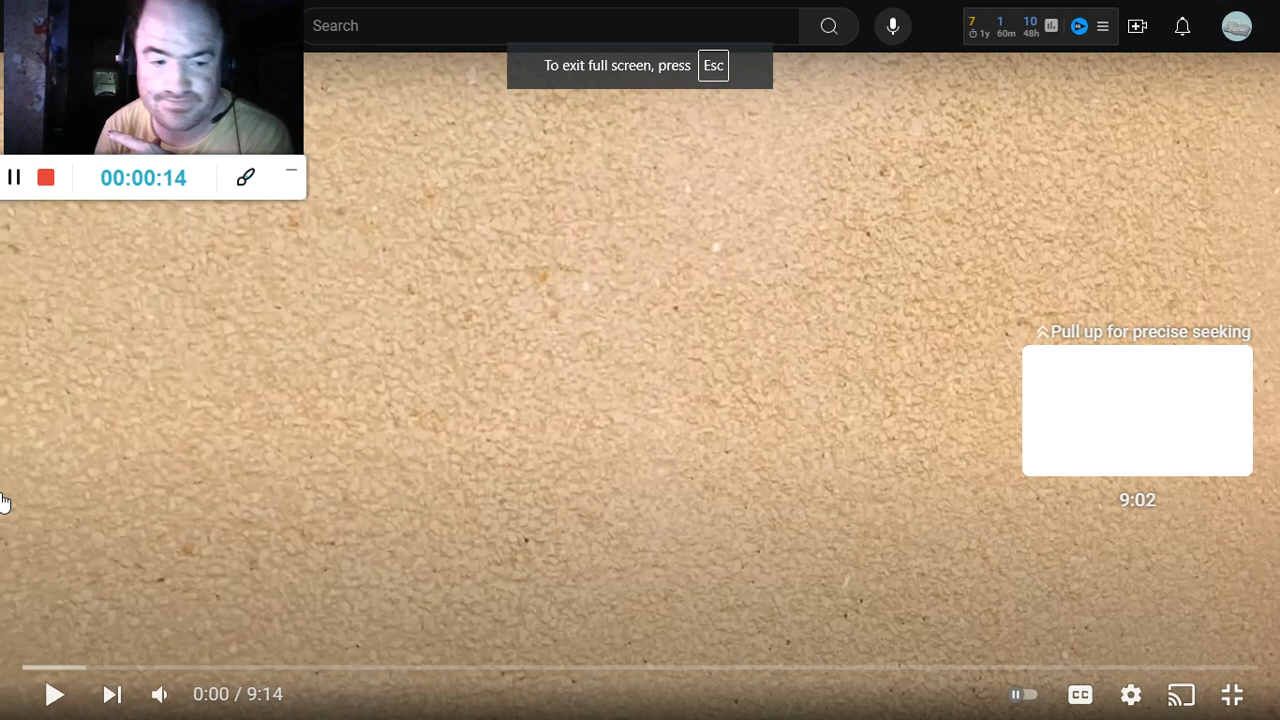 Search
7 1 10
1y 60m 48h
To exit full screen, press Esc
00:00:14
Pull up for precise seeking
9:02
0:00 / 9:14
CC